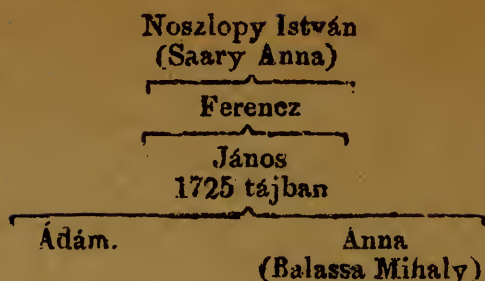 Noszlopy István
(Saary Anna)
Ferencz
János
1725 tájban
Ádám. Anna
(Balassa Mihaly)